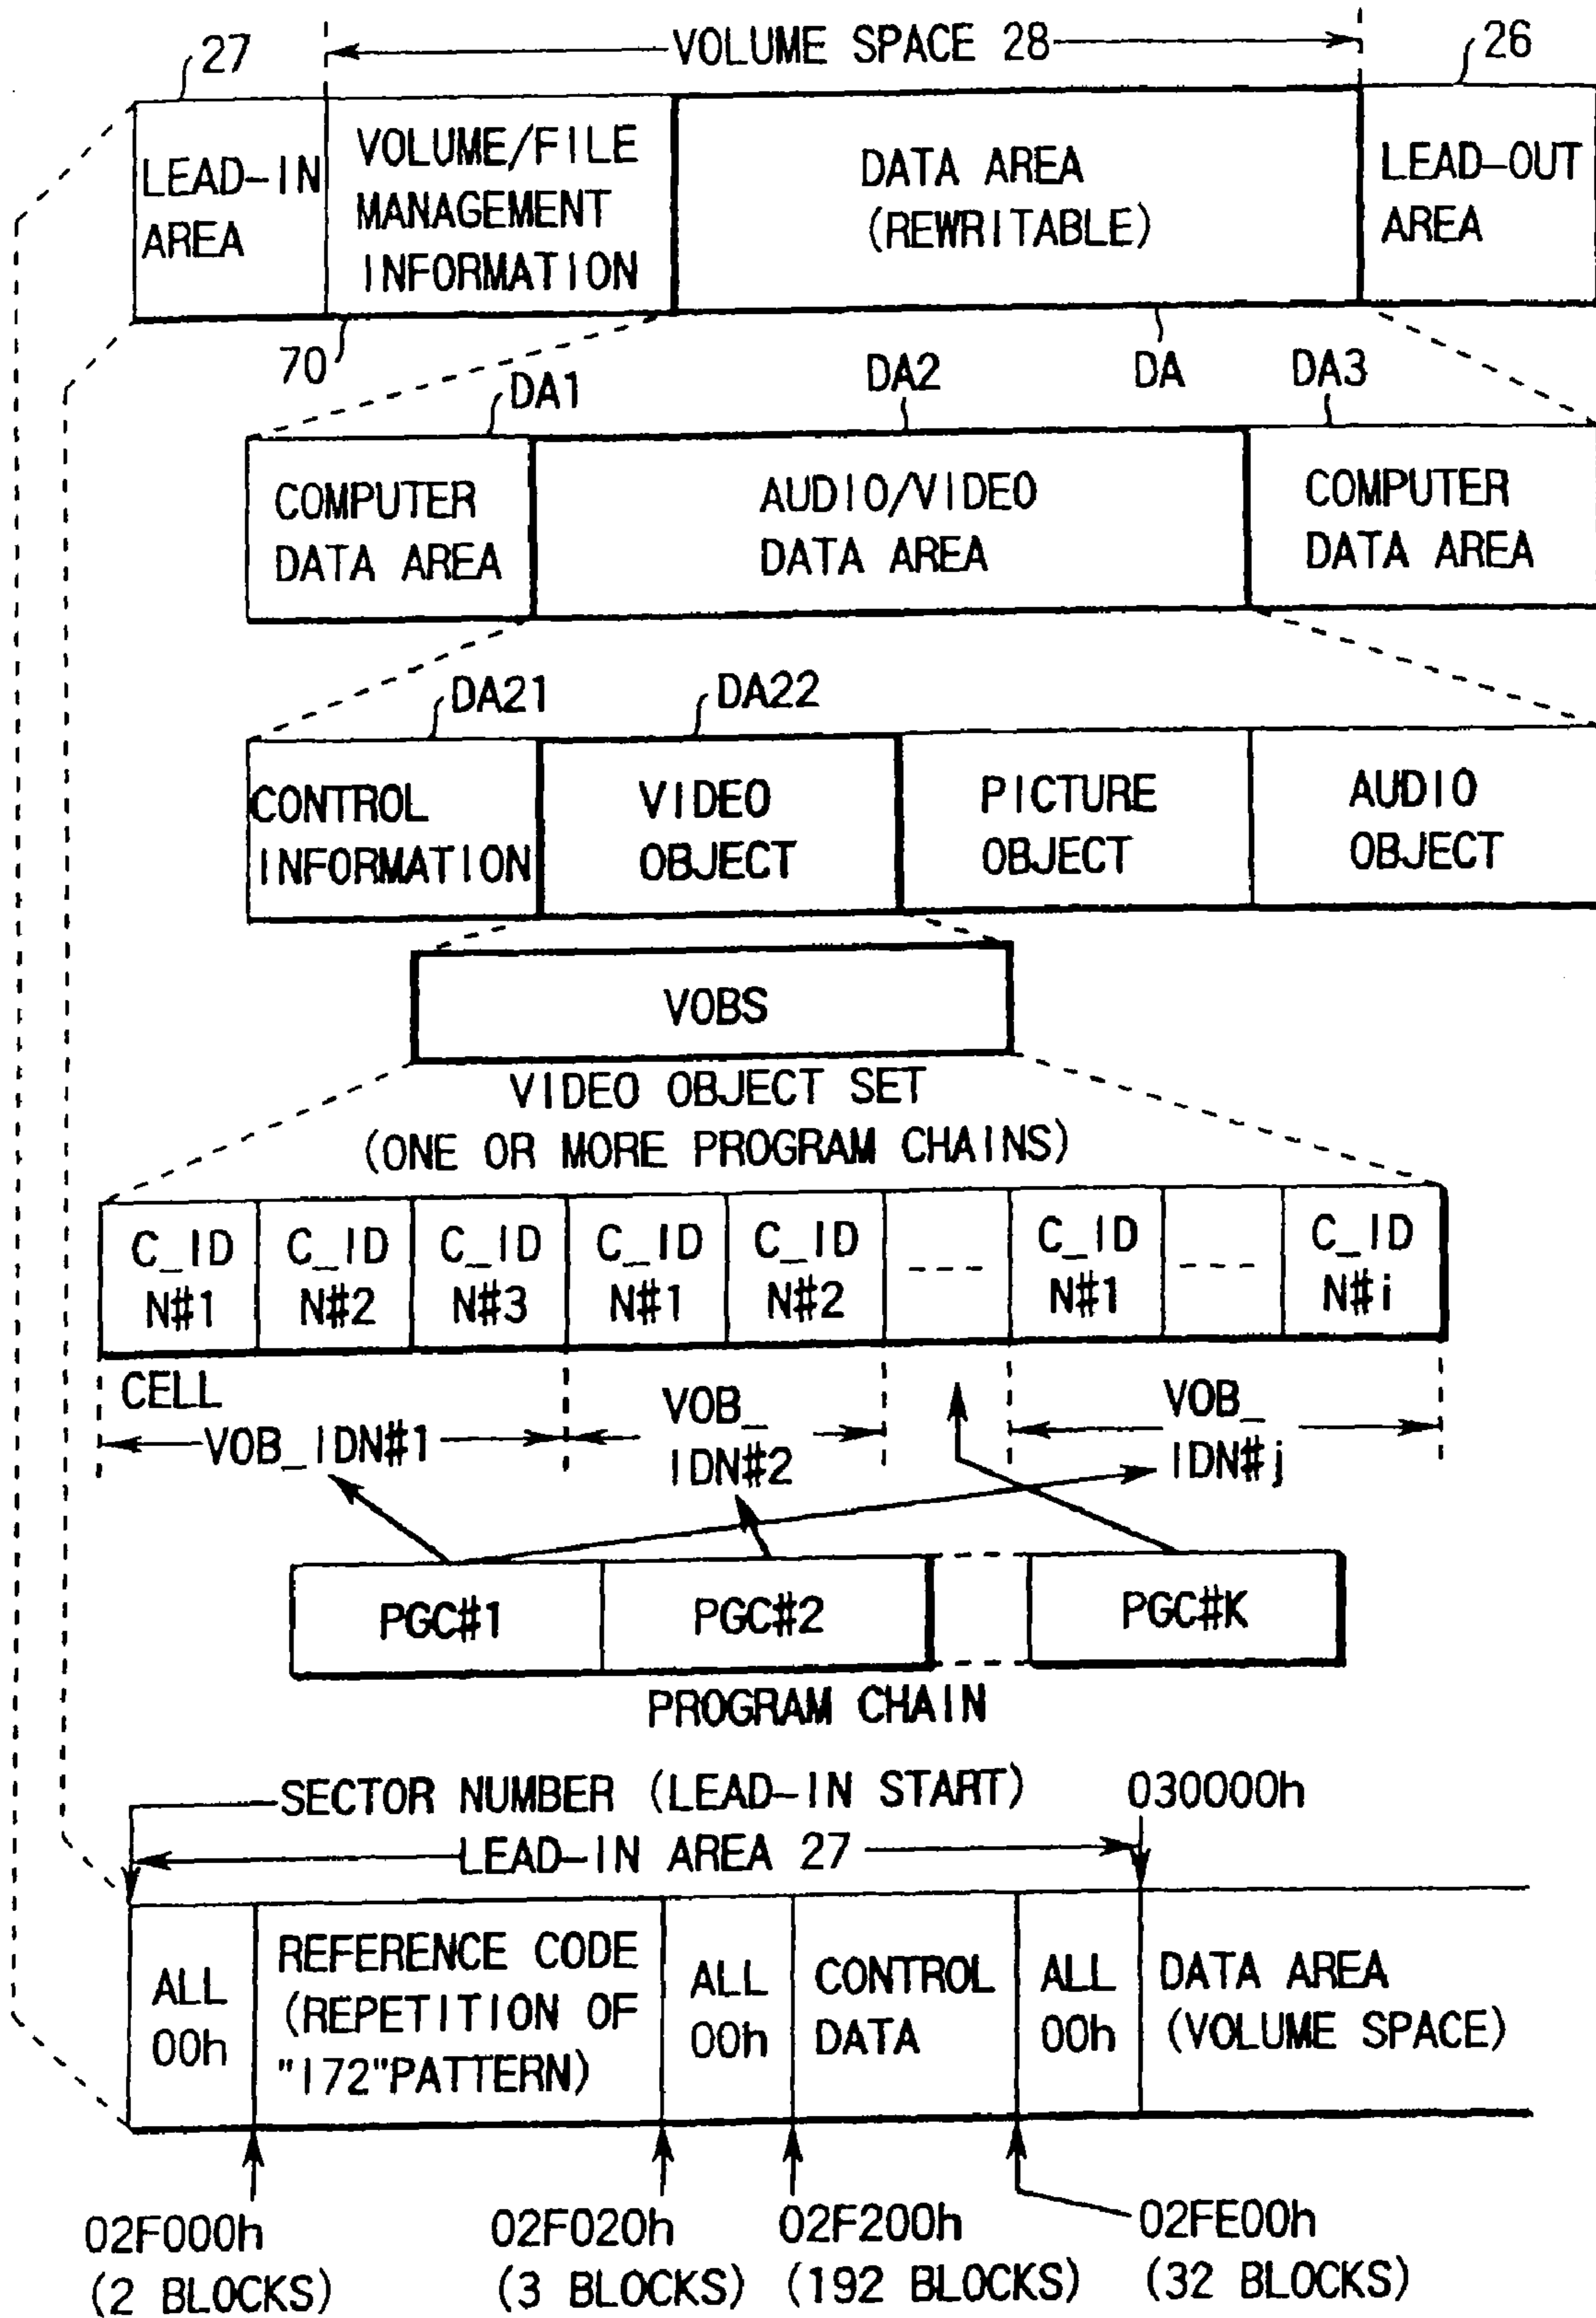 27
VOLUME SPACE 28
26
LEAD-IN
AREA
VOLUME/FILE
MANAGEMENT
INFORMATION
DATA AREA
(REWRITABLE)
LEAD-OUT
AREA
70
DA1
DA2
DA
DA3
COMPUTER
DATA AREA
AUDIO/VIDEO
DATA AREA
COMPUTER
DATA AREA
DA21
DA22
CONTROL
INFORMATION
VIDEO
OBJECT
PICTURE
OBJECT
AUDIO
OBJECT
VOBS
VIDEO OBJECT SET
(ONE OR MORE PROGRAM CHAINS)
C_ID
N#1
C_ID
N#2
C_ID
N#3
C_ID
N#1
C_ID
N#2
----
C_ID
N#1
----
C_ID
N#i
CELL
VOB_IDN#1
VOB_
IDN#2
VOB_
IDN#j
PGC#1
PGC#2
PGC#K
PROGRAM CHAIN
SECTOR NUMBER (LEAD-IN START)
030000h
LEAD-IN AREA 27
ALL
00h
REFERENCE CODE
(REPETITION OF
"172"PATTERN)
ALL
00h
CONTROL
DATA
ALL
00h
DATA AREA
(VOLUME SPACE)
02F000h
(2 BLOCKS)
02F020h
(3 BLOCKS)
02F200h
(192 BLOCKS)
02FE00h
(32 BLOCKS)